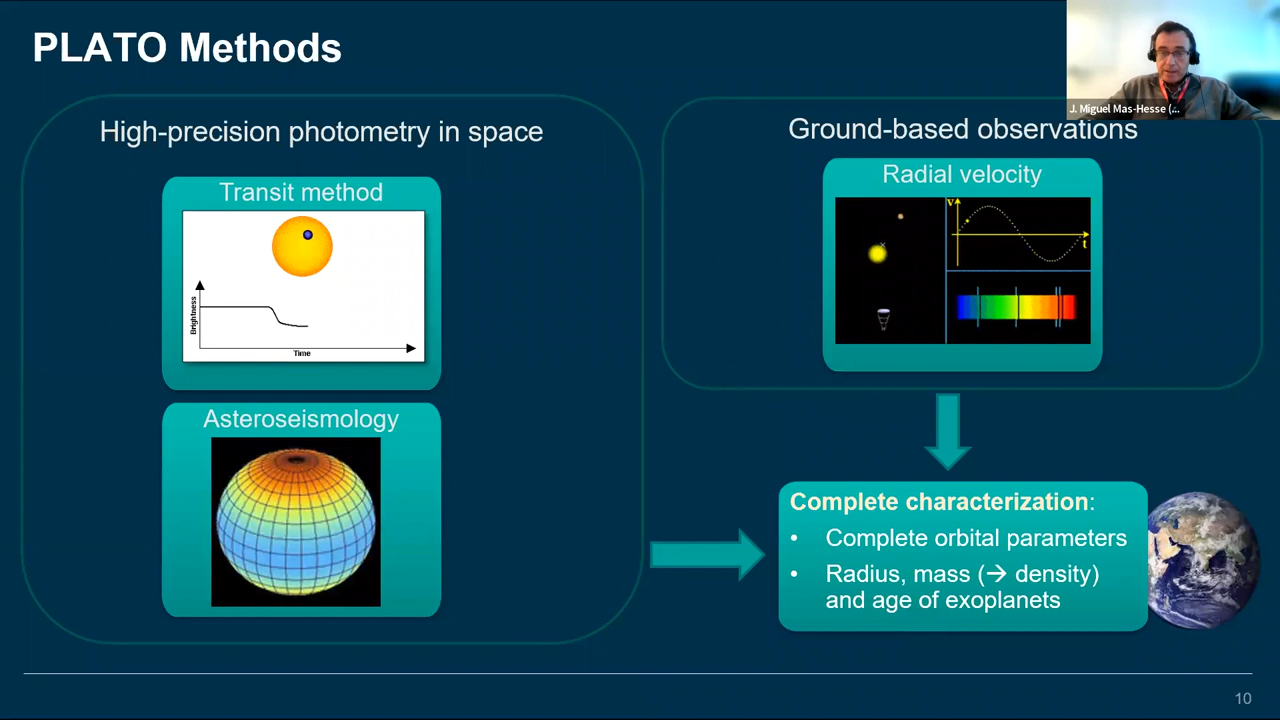 PLATO Methods
J. Miguel Mas-Hesse (...
High-precision photometry in space
Transit method
Brightness
Time
Asteroseismology
Ground-based observations
Radial velocity
v
t
Complete characterization:
• Complete orbital parameters
• Radius, mass (→ density)
and age of exoplanets
10